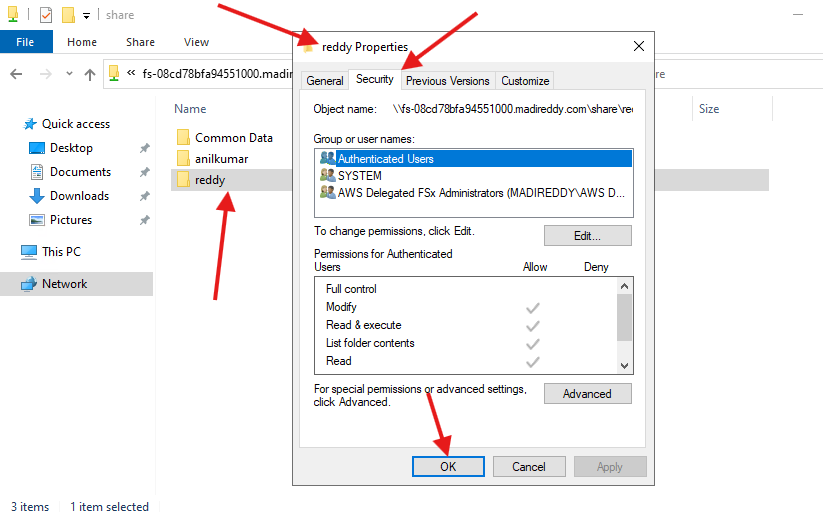 share
File
Home
Share
View
« fs-08cd78bfa94551000.madir
re
Name
Size
Quick access
Desktop
Documents
Downloads
Pictures
This PC
Network
Common Data
anilkumar
reddy
reddy Properties
General
Security
Previous Versions
Customize
Object name:
\\fs-08cd78bfa94551000.madireddy.com\share\red
Group or user names:
Authenticated Users
SYSTEM
AWS Delegated FSx Administrators (MADIREDDY\AWS D...
To change permissions, click Edit.
Edit...
Permissions for Authenticated
Users
Allow
Deny
Full control
Modify
Read & execute
List folder contents
Read
For special permissions or advanced settings,
click Advanced.
Advanced
OK
Cancel
Apply
3 items
1 item selected